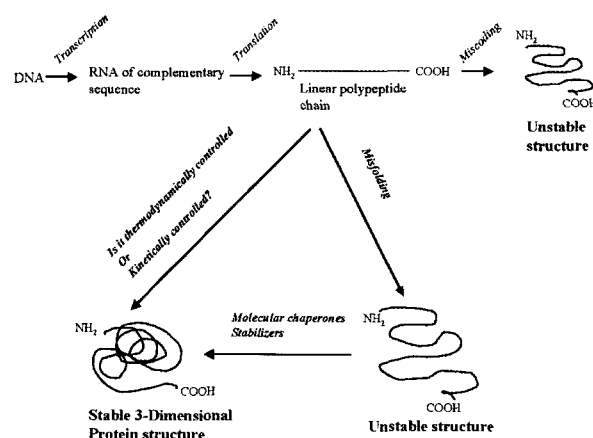 Transcription
Translation
Miscoding
DNA
RNA of complementary
sequence
NH2
COOH
Linear polypeptide
chain
NH2
COOH
Unstable
structure
Is it thermodynamically controlled
Or
Kinetically controlled?
Misfolding
NH2
COOH
Stable 3-Dimensional
Protein structure
Molecular chaperones
Stabilizers
NH2
COOH
Unstable structure